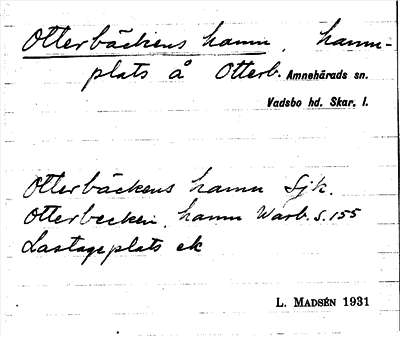 Otterbäckens hamn, hamn-
plats å Otterb. Amnehärads sn.
Vadsbo hd. Skar. l.
Otterbäckens hamn Sjk.
Otterbecken, hamn Warb. S. 155
Lastageplats ek
L. MADSÉN 1931